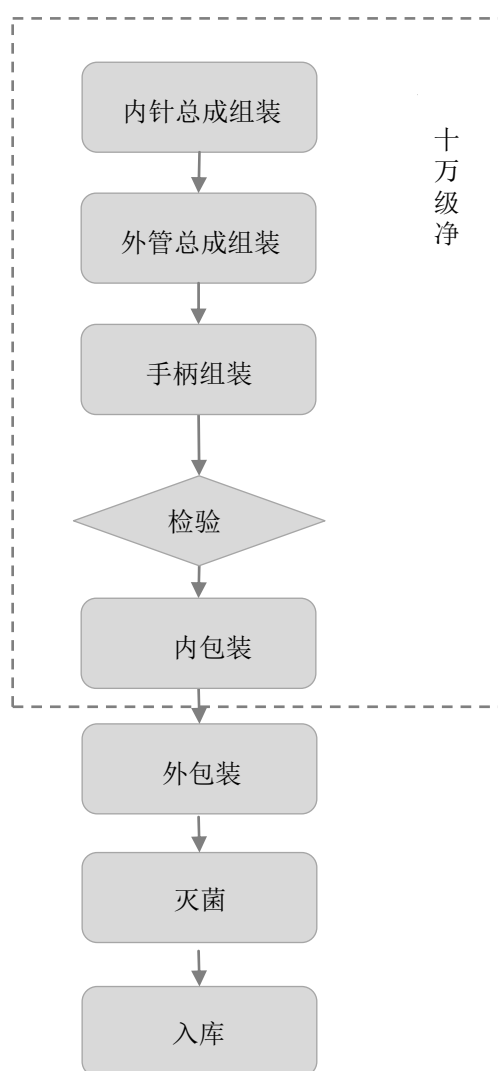 内针总成组装
十万级净
外管总成组装
手柄组装
检验
内包装
外包装
灭菌
入库